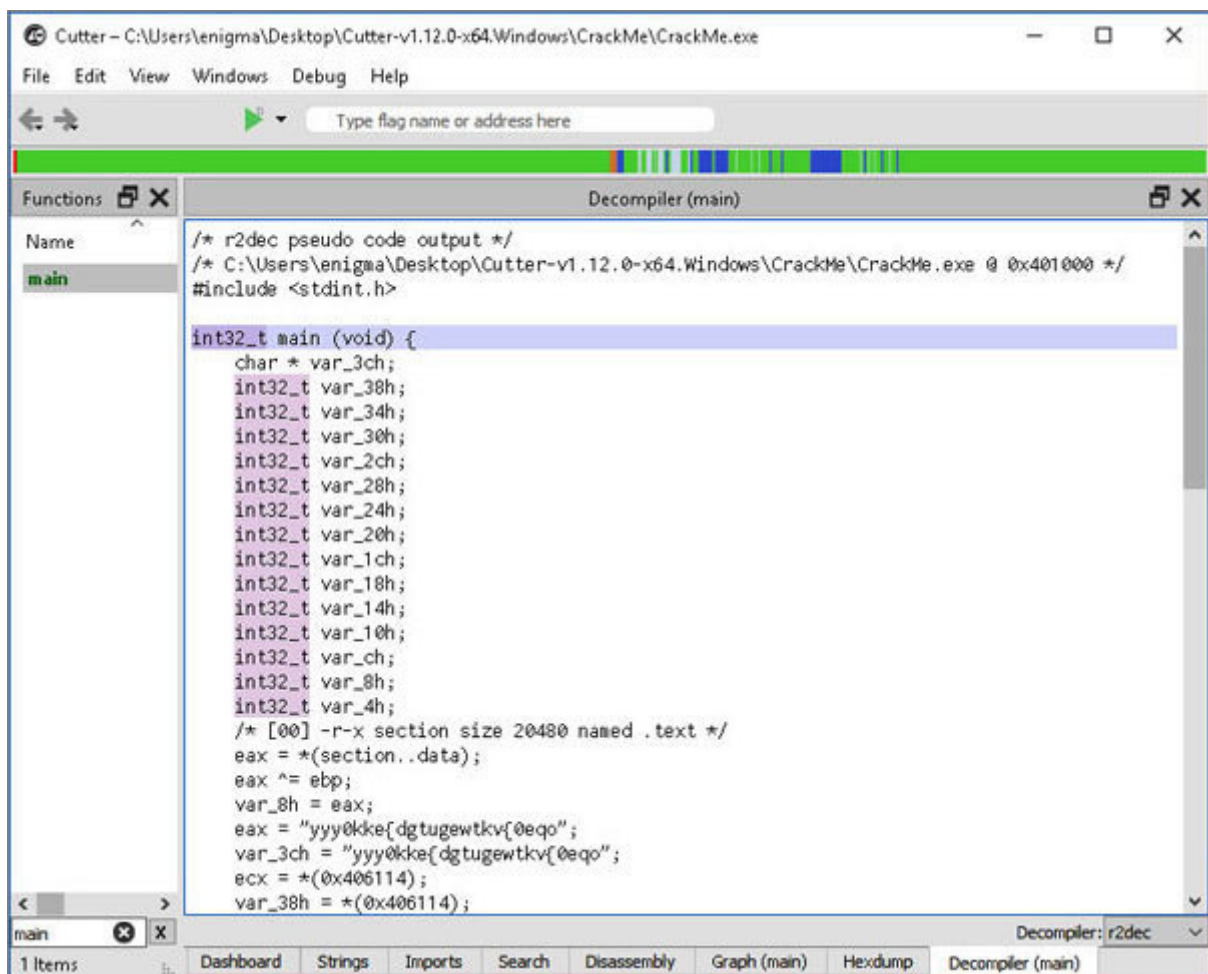 Cutter – C:\Users\enigma\Desktop\Cutter-v1.12.0-x64.Windows\CrackMe\CrackMe.exe
File Edit View Windows Debug Help
Type flag name or address here
Functions
Decompiler (main)
Name
main
/* r2dec pseudo code output */
/* C:\Users\enigma\Desktop\Cutter-v1.12.0-x64.Windows\CrackMe\CrackMe.exe @ 0x401000 */
#include <stdint.h>
int32_t main (void) {
char * var_3ch;
int32_t var_38h;
int32_t var_34h;
int32_t var_30h;
int32_t var_2ch;
int32_t var_28h;
int32_t var_24h;
int32_t var_20h;
int32_t var_1ch;
int32_t var_18h;
int32_t var_14h;
int32_t var_10h;
int32_t var_ch;
int32_t var_8h;
int32_t var_4h;
/* [00] -r-x section size 20480 named .text */
eax = *(section..data);
eax ^= ebp;
var_8h = eax;
eax = "yyy0kke{dgtugewtkv{0eqo";
var_3ch = "yyy0kke{dgtugewtkv{0eqo";
ecx = *(0x406114);
var_38h = *(0x406114);
main X
Decompiler: r2dec
1 Items
Dashboard Strings Imports Search Disassembly Graph (main) Hexdump Decompiler (main)